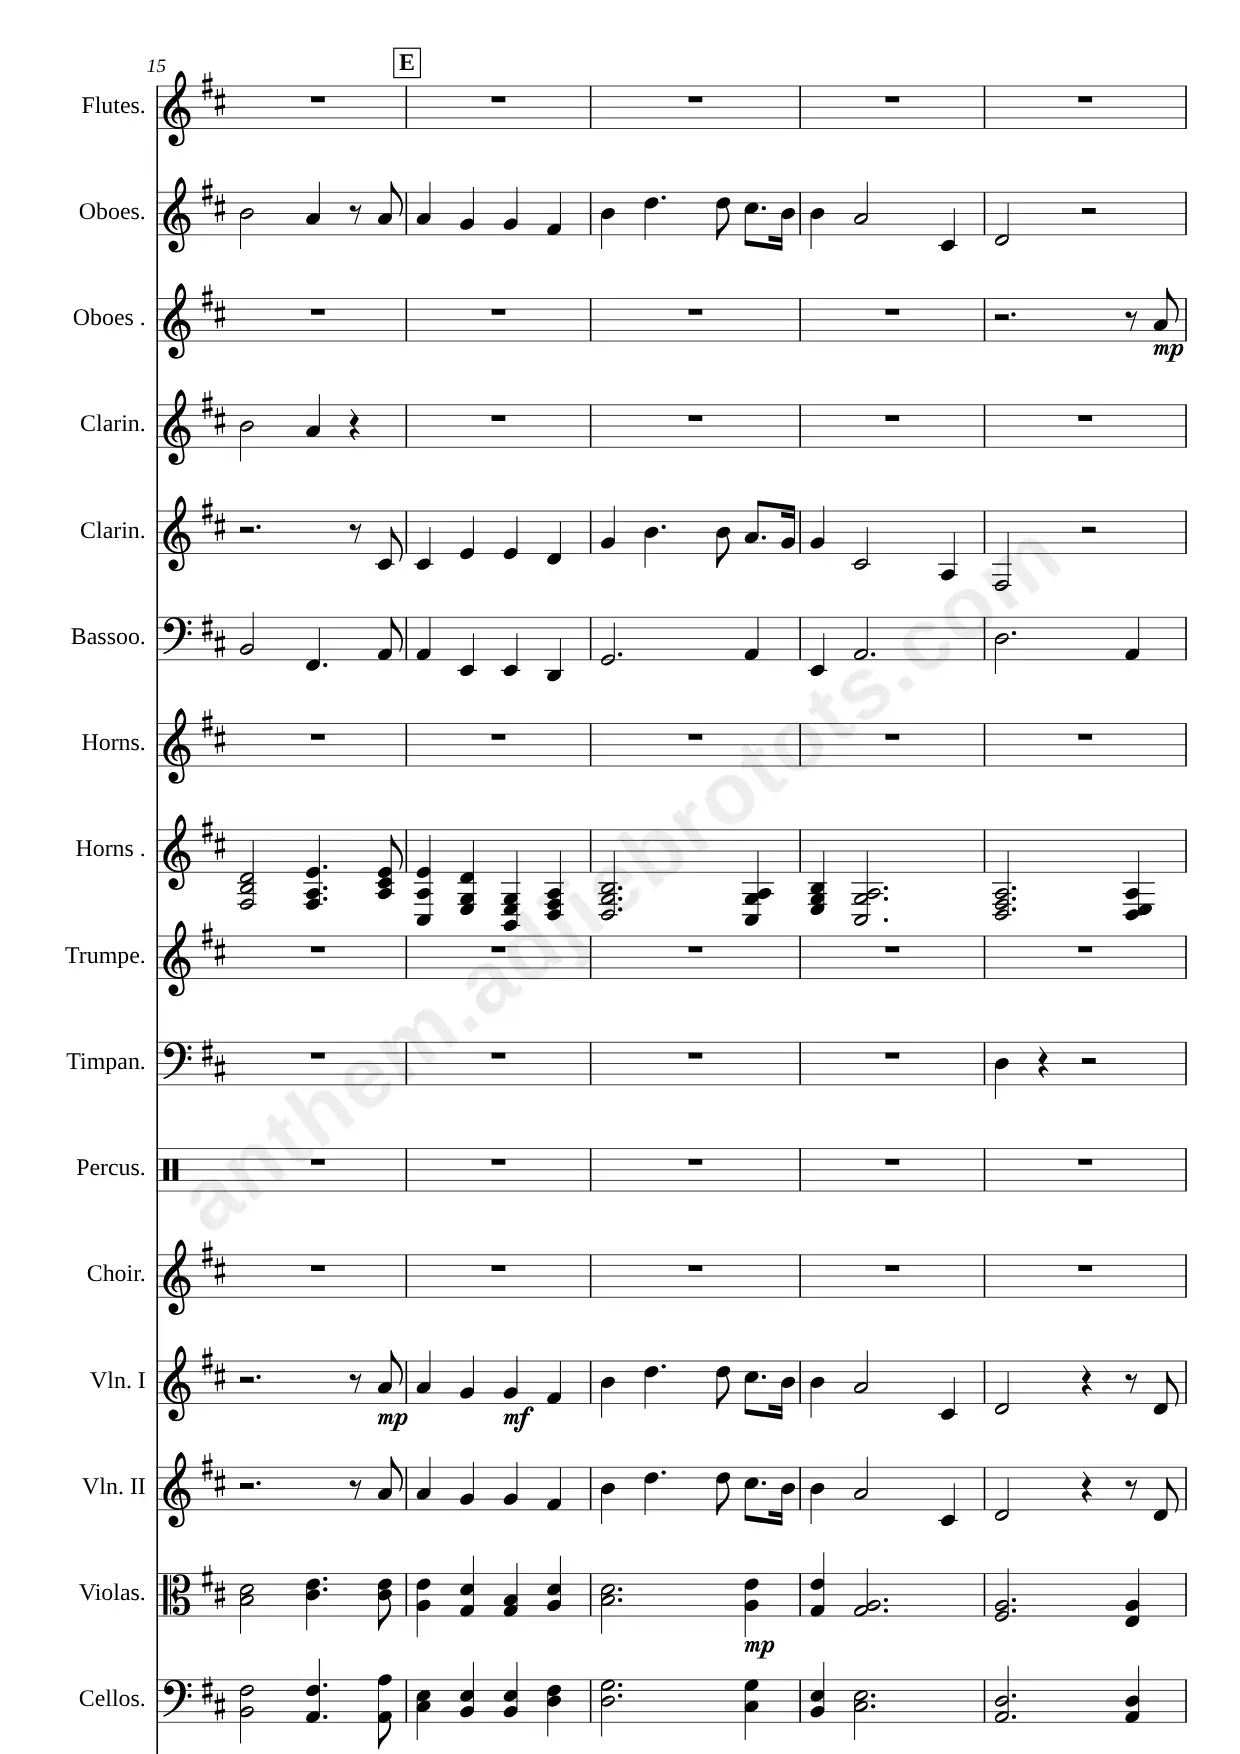 15
E
Flutes.
Oboes.
Oboes .
mp
Clarin.
Clarin.
Bassoo.
Horns.
Horns .
Trumpe.
Timpan.
Percus.
Choir.
Vln. I
mp mf
Vln. II
Violas.
mp
Cellos.
anthem.adjiebrotots.com